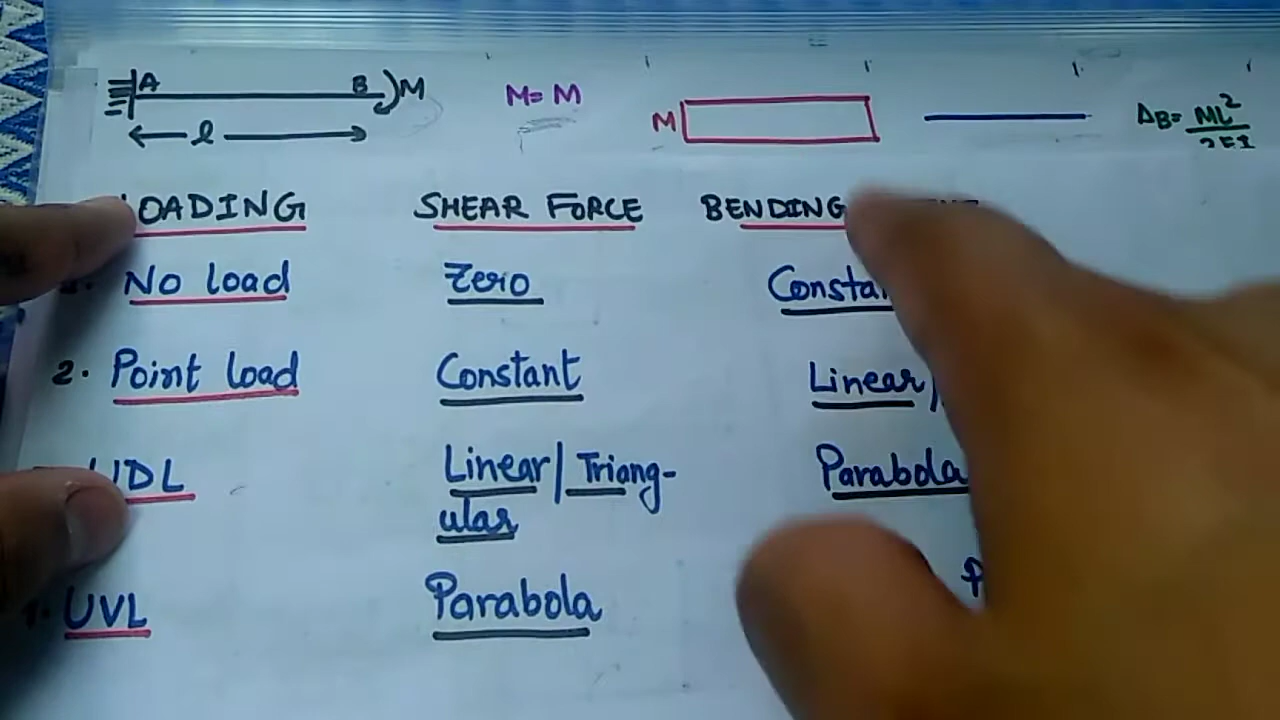 A B M
l
M = M
M
ΔB = ML²/2EI
LOADING SHEAR FORCE BENDING
No load Zero
2. Point load Constant Linear/
UDL Linear/Triang- Parabola
ular
UVL Parabola